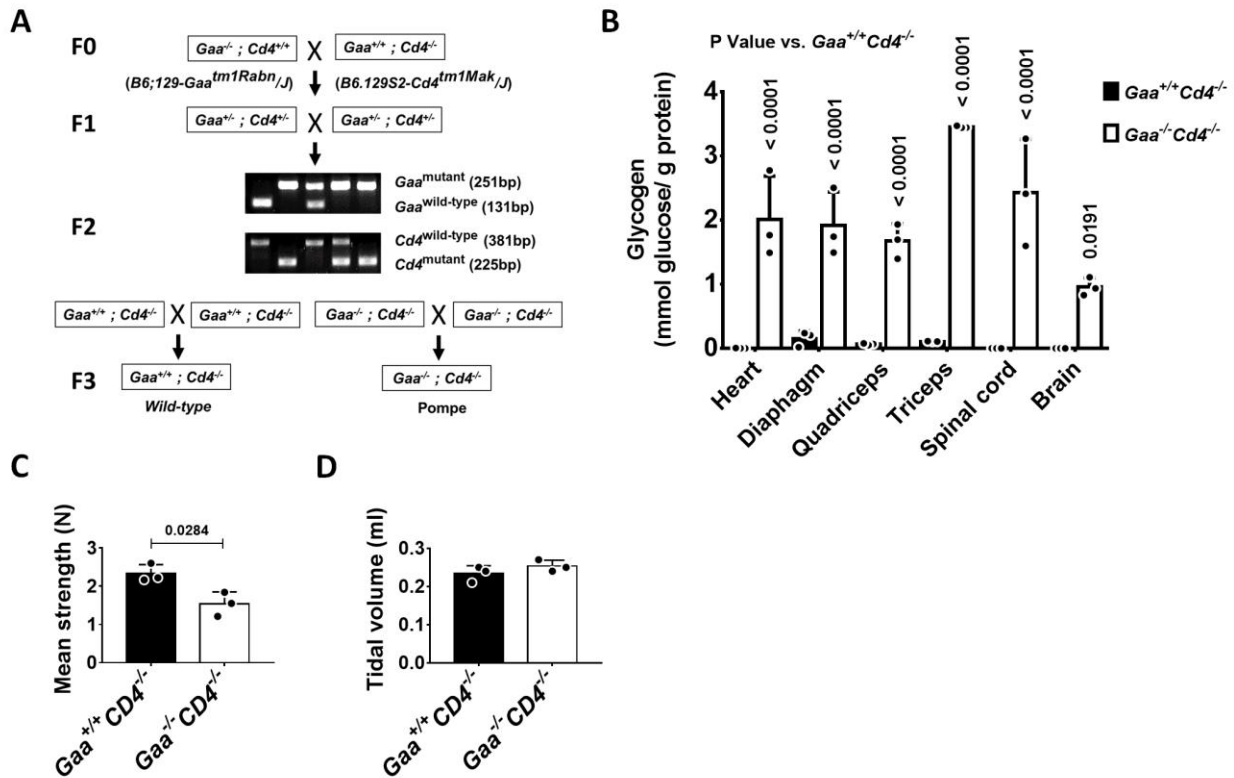 A
F0
Gaa-/- ; Cd4+/+ X Gaa+/+ ; Cd4-/-
(B6;129-Gaatm1Rabn/J) (B6.129S2-Cd4tm1Mak/J)
F1
Gaa+/- ; Cd4+/- X Gaa+/- ; Cd4+/-
Gaamutant (251bp)
Gaawild-type (131bp)
F2
Cd4wild-type (381bp)
Cd4mutant (225bp)
Gaa+/+ ; Cd4-/- X Gaa+/+ ; Cd4-/- Gaa-/- ; Cd4-/- X Gaa-/- ; Cd4-/-
F3
Gaa+/+ ; Cd4-/- Gaa-/- ; Cd4-/-
Wild-type Pompe
B
P Value vs. Gaa+/+Cd4-/-
Gaa+/+Cd4-/-
Gaa-/-Cd4-/-
Glycogen
(mmol glucose/ g protein)
4
3
2
1
0
< 0.0001
< 0.0001
< 0.0001
< 0.0001
< 0.0001
0.0191
Heart
Diaphragm
Quadriceps
Triceps
Spinal cord
Brain
C
Mean strength (N)
3
2
1
0
0.0284
Gaa+/+CD4-/-
Gaa-/-CD4-/-
D
Tidal volume (ml)
0.3
0.2
0.1
0.0
Gaa+/+CD4-/-
Gaa-/-CD4-/-